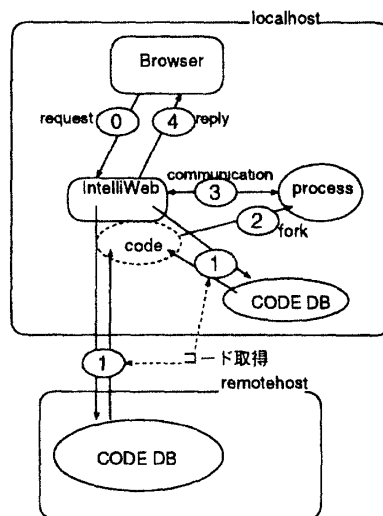 localhost
Browser
request 0 4 reply
communication
IntelliWeb 3 process
2 fork
code
1
CODE DB
1 コード取得
remotehost
CODE DB